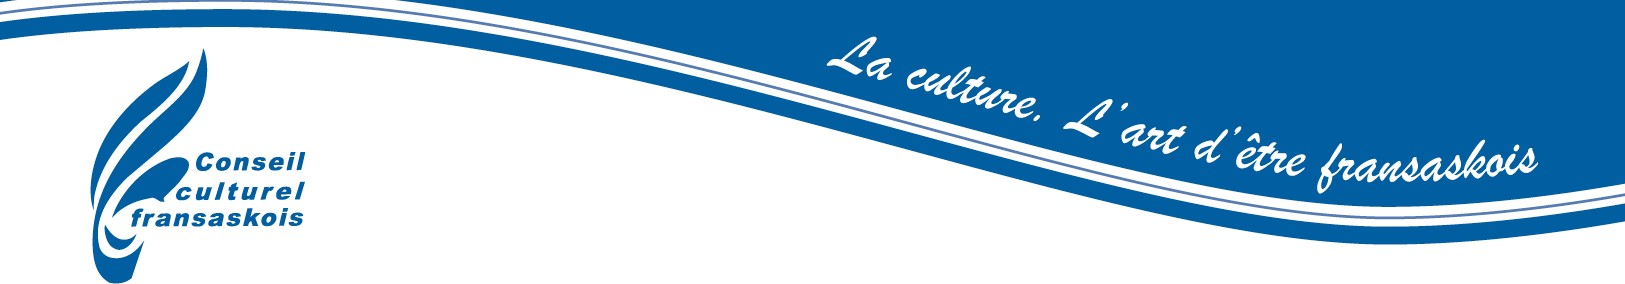 La culture. L'art d'être fransaskois
Conseil
culturel
fransaskois